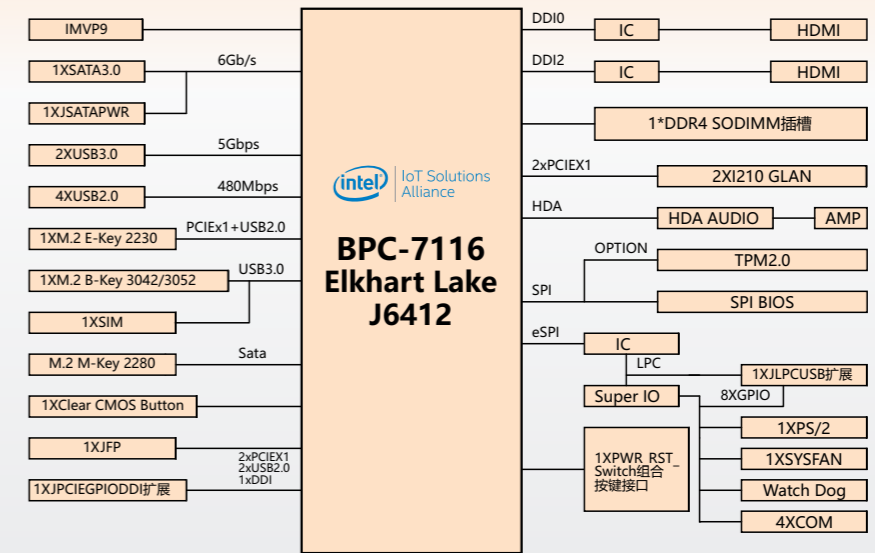 IMVP9
1XSATA3.0
6Gb/s
1XJSATAPWR
2XUSB3.0
5Gbps
4XUSB2.0
480Mbps
1XM.2 E-Key 2230
PCIEx1+USB2.0
1XM.2 B-Key 3042/3052
USB3.0
1XSIM
M.2 M-Key 2280
Sata
1XClear CMOS Button
1XJFP
2xPCIEX1
2xUSB2.0
1xDDI
1XJPCIEGPIODDI扩展
intel
IoT Solutions
Alliance
BPC-7116
Elkhart Lake
J6412
DDI0
IC
HDMI
DDI2
IC
HDMI
1*DDR4 SODIMM插槽
2xPCIEX1
2XI210 GLAN
HDA
HDA AUDIO
AMP
OPTION
TPM2.0
SPI
SPI BIOS
eSPI
IC
LPC
1XJLPCUSB扩展
Super IO
8XGPIO
1XPS/2
1XSYSFAN
Watch Dog
4XCOM
1XPWR_RST_
Switch组合
按键接口